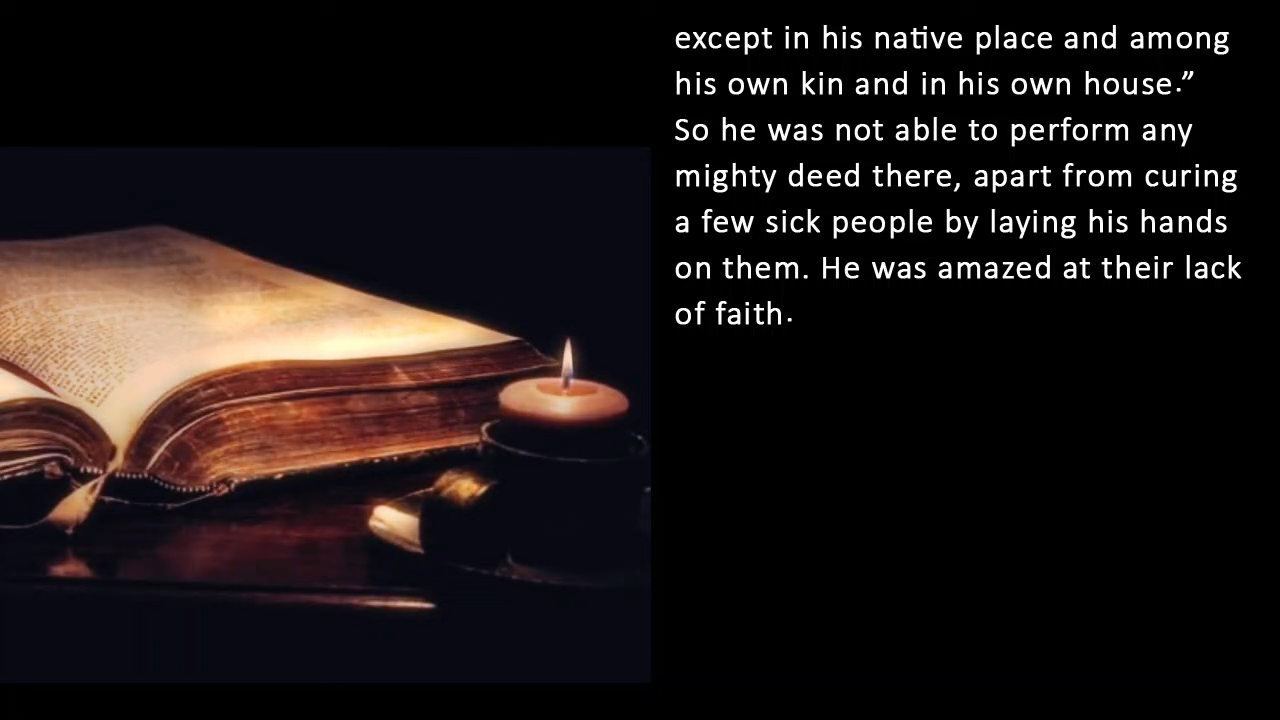 except in his native place and among
his own kin and in his own house.”
So he was not able to perform any
mighty deed there, apart from curing
a few sick people by laying his hands
on them. He was amazed at their lack
of faith.